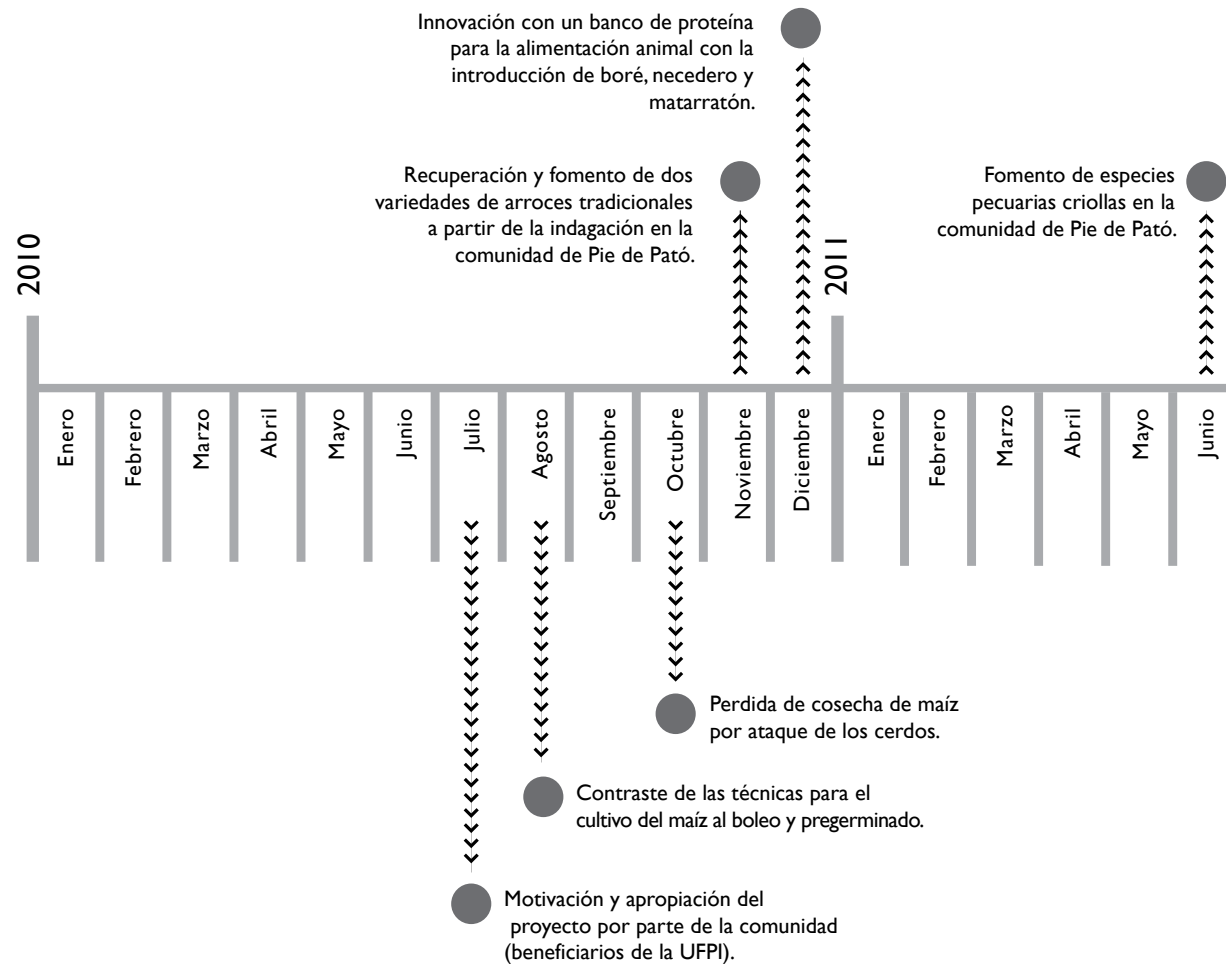 Innovación con un banco de proteína
para la alimentación animal con la
introducción de boré, necedero y
matarratón.
Recuperación y fomento de dos
variedades de arroces tradicionales
a partir de la indagación en la
comunidad de Pie de Pató.
Fomento de especies
pecuarias criollas en la
comunidad de Pie de Pató.
2010
2011
Enero
Febrero
Marzo
Abril
Mayo
Junio
Julio
Agosto
Septiembre
Octubre
Noviembre
Diciembre
Enero
Febrero
Marzo
Abril
Mayo
Junio
Perdida de cosecha de maíz
por ataque de los cerdos.
Contraste de las técnicas para el
cultivo del maíz al boleo y pregerminado.
Motivación y apropiación del
proyecto por parte de la comunidad
(beneficiarios de la UFPI).